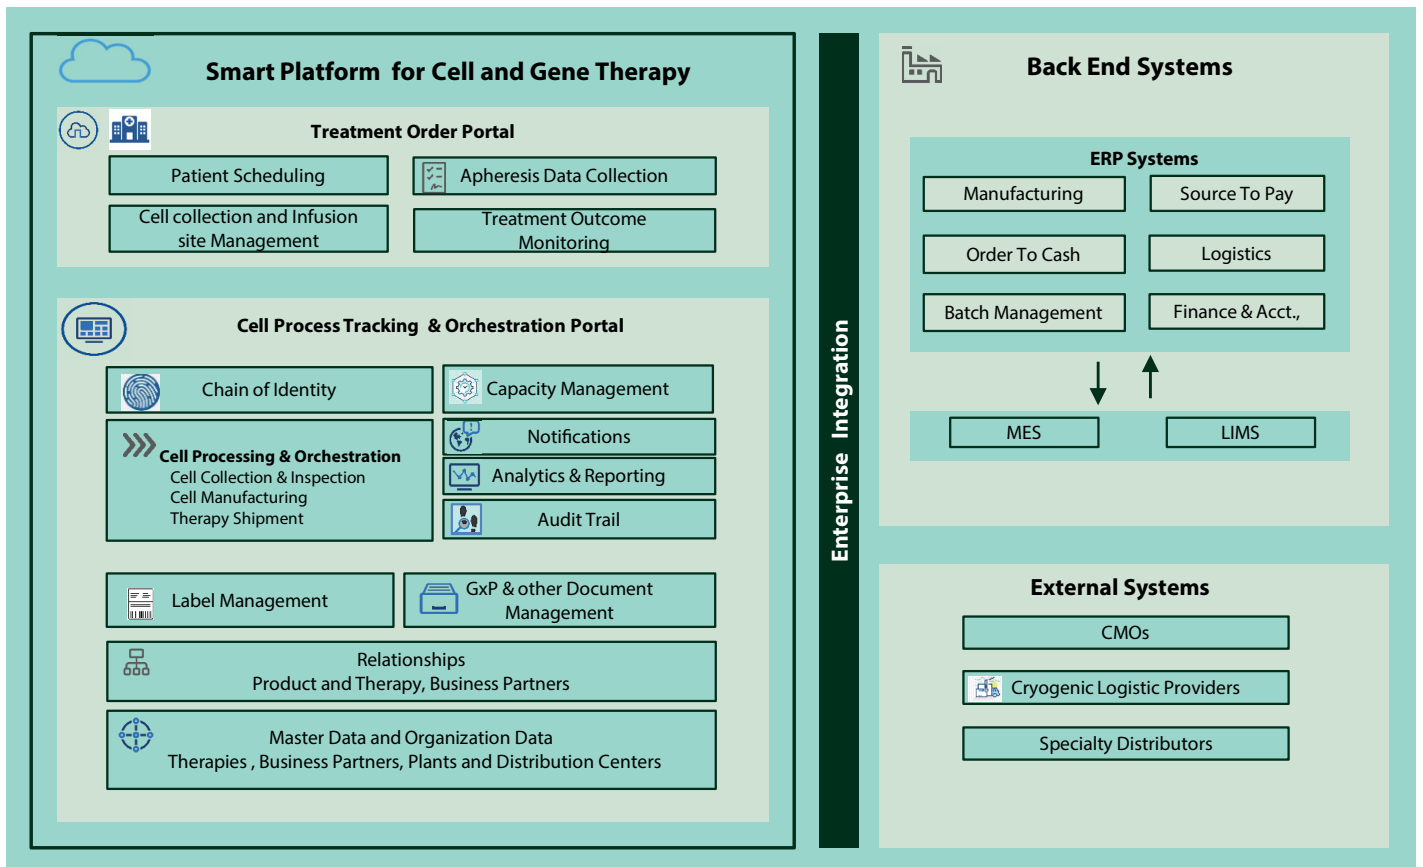 Smart Platform for Cell and Gene Therapy
Treatment Order Portal
Patient Scheduling
Apheresis Data Collection
Cell collection and Infusion
site Management
Treatment Outcome
Monitoring
Cell Process Tracking & Orchestration Portal
Chain of Identity
Capacity Management
Cell Processing & Orchestration
Cell Collection & Inspection
Cell Manufacturing
Therapy Shipment
Notifications
Analytics & Reporting
Audit Trail
Label Management
GxP & other Document
Management
Relationships
Product and Therapy, Business Partners
Master Data and Organization Data
Therapies , Business Partners, Plants and Distribution Centers
Enterprise Integration
Back End Systems
ERP Systems
Manufacturing
Source To Pay
Order To Cash
Logistics
Batch Management
Finance & Acct.,
MES
LIMS
External Systems
CMOs
Cryogenic Logistic Providers
Specialty Distributors